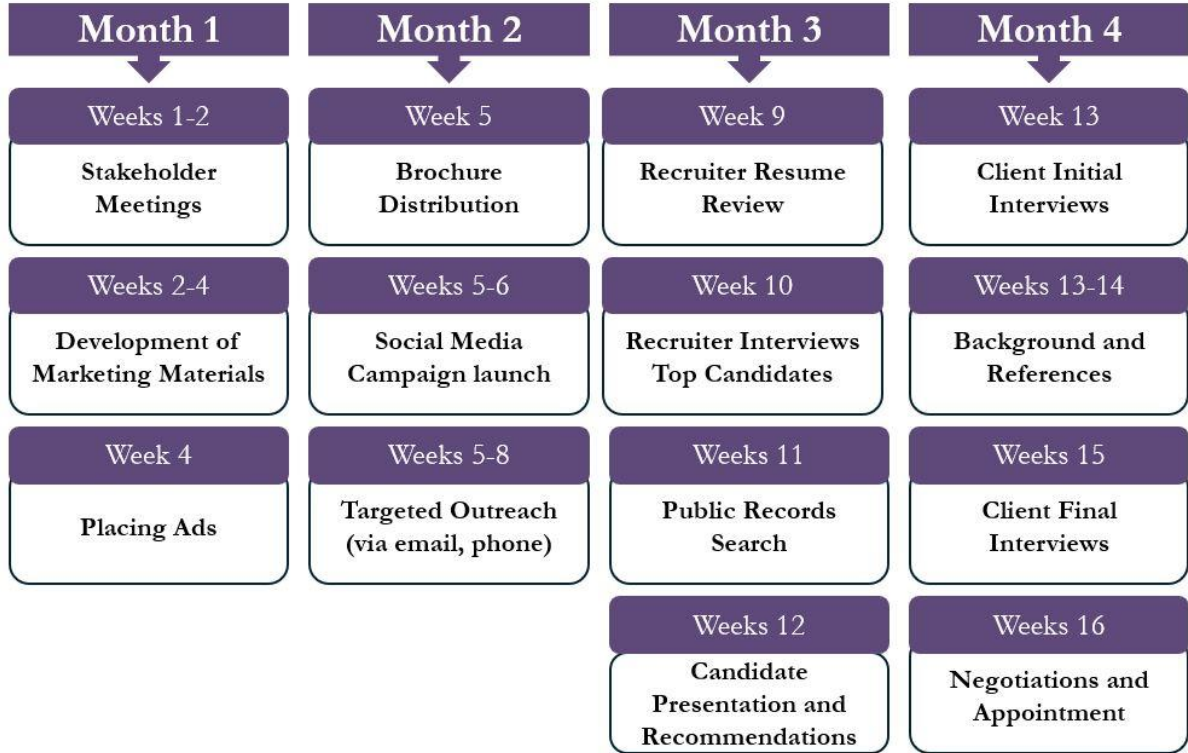 Month 1
Weeks 1-2
Stakeholder
Meetings
Weeks 2-4
Development of
Marketing Materials
Week 4
Placing Ads
Month 2
Week 5
Brochure
Distribution
Weeks 5-6
Social Media
Campaign launch
Weeks 5-8
Targeted Outreach
(via email, phone)
Month 3
Week 9
Recruiter Resume
Review
Week 10
Recruiter Interviews
Top Candidates
Weeks 11
Public Records
Search
Weeks 12
Candidate
Presentation and
Recommendations
Month 4
Week 13
Client Initial
Interviews
Weeks 13-14
Background and
References
Weeks 15
Client Final
Interviews
Weeks 16
Negotiations and
Appointment